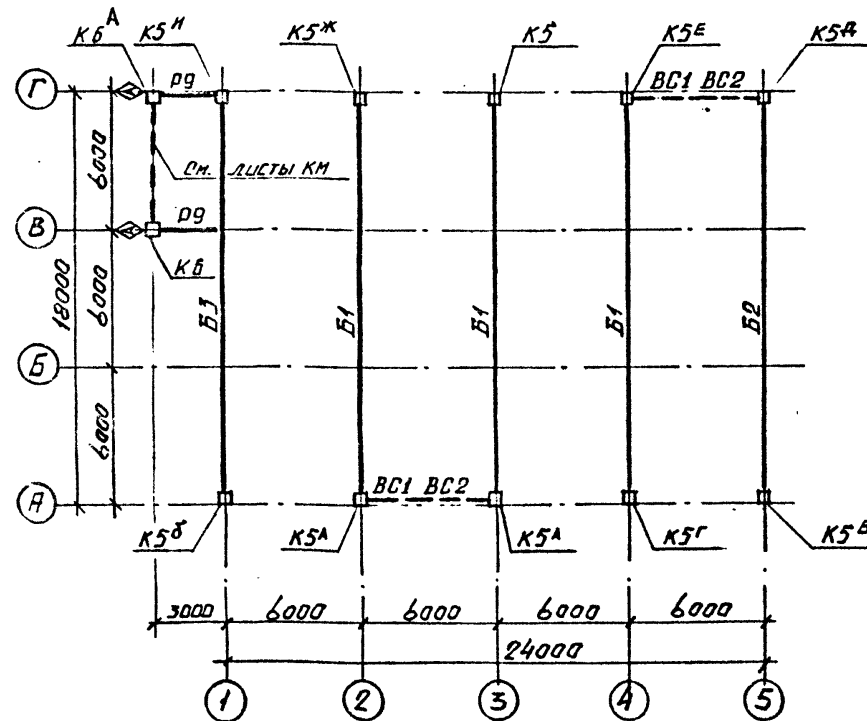 К6А К5И К5Ж К5 К5Е К5Д
Г Р9 ВС1 ВС2
6000 См. листы КМ
В Р9
К6
18000 6000 Б3 Б1 Б1 Б1 Б2
Б
6000
А ВС1 ВС2
К5б К5А К5А К5Г К5В
3000 6000 6000 6000 6000
24000
1 2 3 4 5